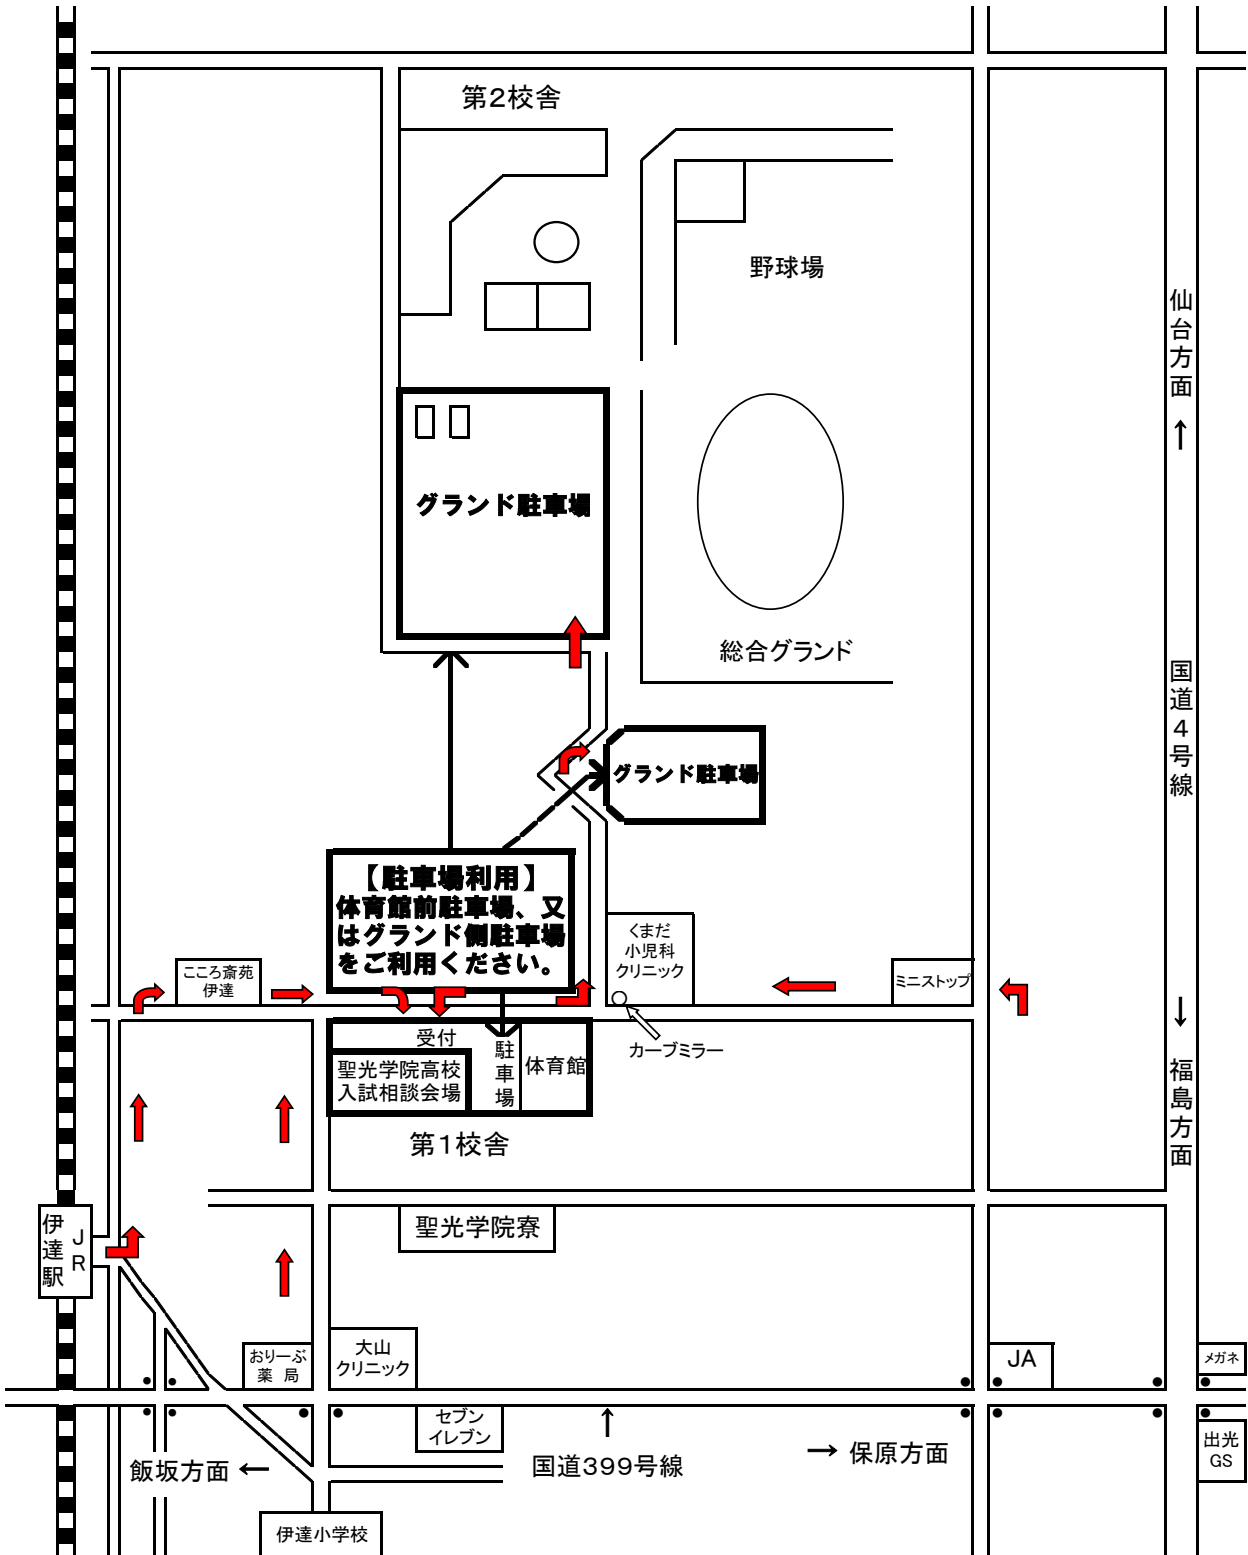 第2校舎
野球場
仙台方面
↑
グランド駐車場
総合グランド
国道4号線
グランド駐車場
【駐車場利用】
体育館前駐車場、又
はグランド側駐車場
をご利用ください。
くまだ
小児科
クリニック
こころ斎苑
伊達
ミニストップ
カーブミラー
↓
福島方面
受付
聖光学院高校
入試相談会場
駐車場
体育館
第1校舎
聖光学院寮
JR
伊達駅
おりーぶ
薬 局
大山
クリニック
JA
メガネ
セブン
イレブン
↑
国道399号線
→ 保原方面
出光
GS
飯坂方面 ←
伊達小学校